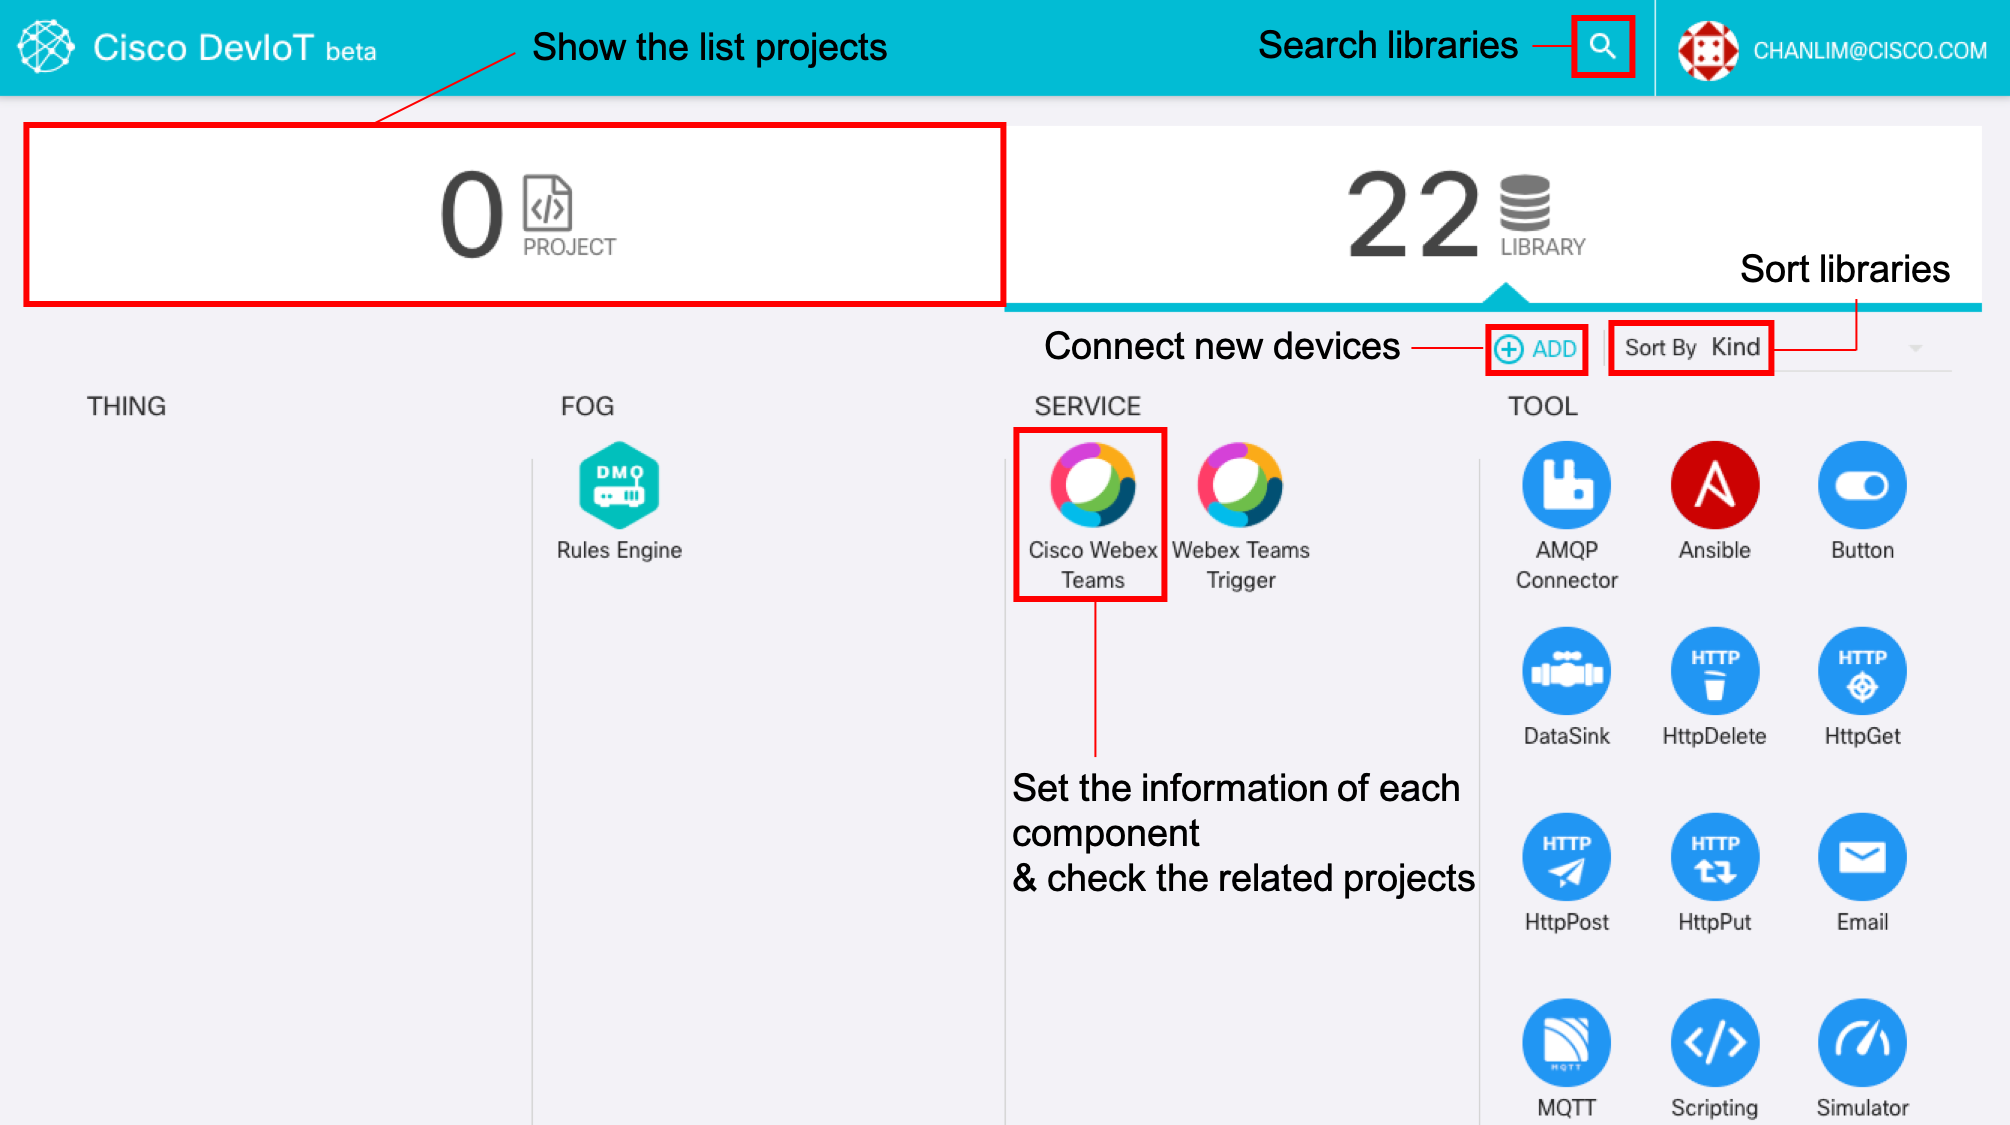 Cisco DevIoT beta
Show the list projects
Search libraries
CHANLIM@CISCO.COM
0
PROJECT
22
LIBRARY
Sort libraries
Connect new devices
ADD
Sort By Kind
THING
FOG
SERVICE
TOOL
DMO
Rules Engine
Cisco Webex
Teams
Webex Teams
Trigger
AMQP
Connector
Ansible
Button
DataSink
HTTP
HttpDelete
HTTP
HttpGet
Set the information of each
component
& check the related projects
HTTP
HttpPost
HTTP
HttpPut
Email
MQTT
MQTT
</>
Scripting
Simulator